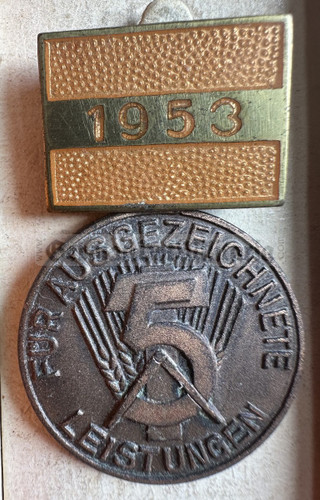 1953
FÜR AUSGEZEICHNETE
5
LEISTUNGEN